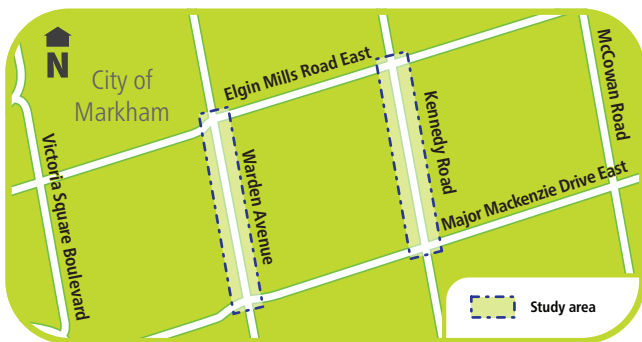 N
City of
Markham
Elgin Mills Road East
McCowan Road
Kennedy Road
Warden Avenue
Victoria Square Boulevard
Major Mackenzie Drive East
Study area